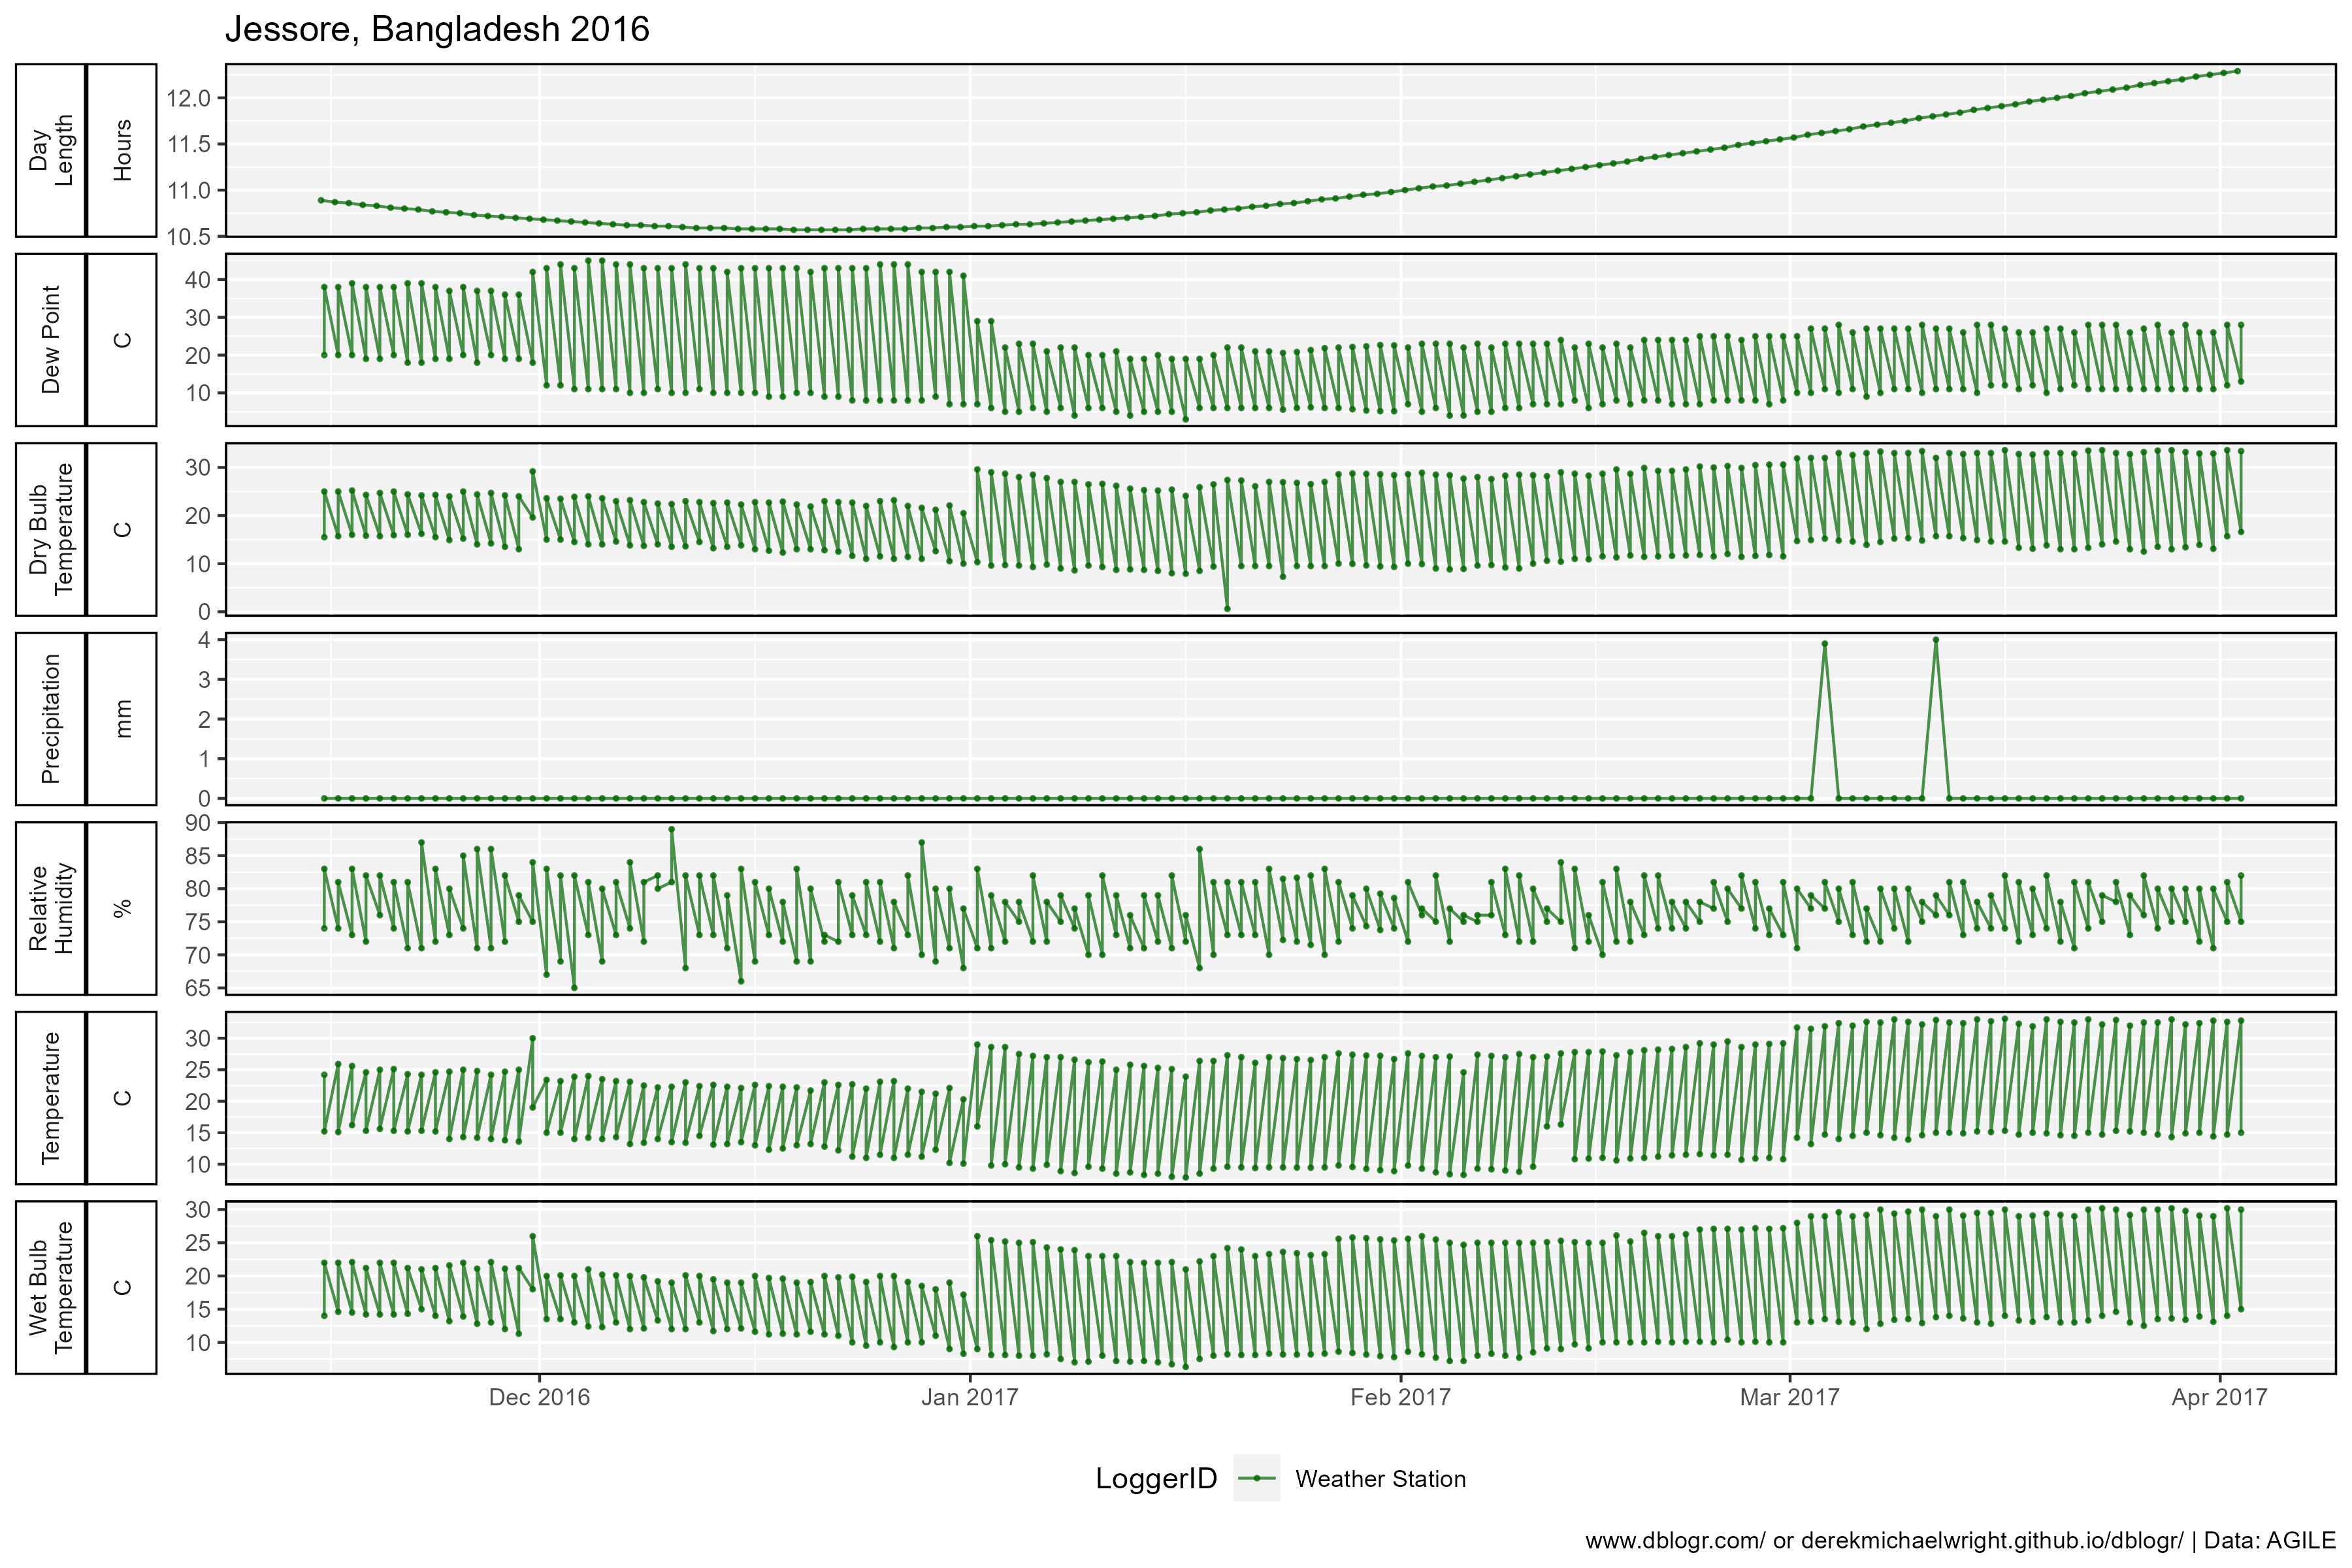 Jessore, Bangladesh 2016
Day
Length
Hours
12.0
11.5
11.0
10.5
Dew Point
C
40
30
20
10
Dry Bulb
Temperature
C
30
20
10
0
Precipitation
mm
4
3
2
1
0
Relative
Humidity
%
90
85
80
75
70
65
Temperature
C
30
25
20
15
10
Wet Bulb
Temperature
C
30
25
20
15
10
Dec 2016
Jan 2017
Feb 2017
Mar 2017
Apr 2017
LoggerID
Weather Station
www.dblogr.com/ or derekmichaelwright.github.io/dblogr/ | Data: AGILE